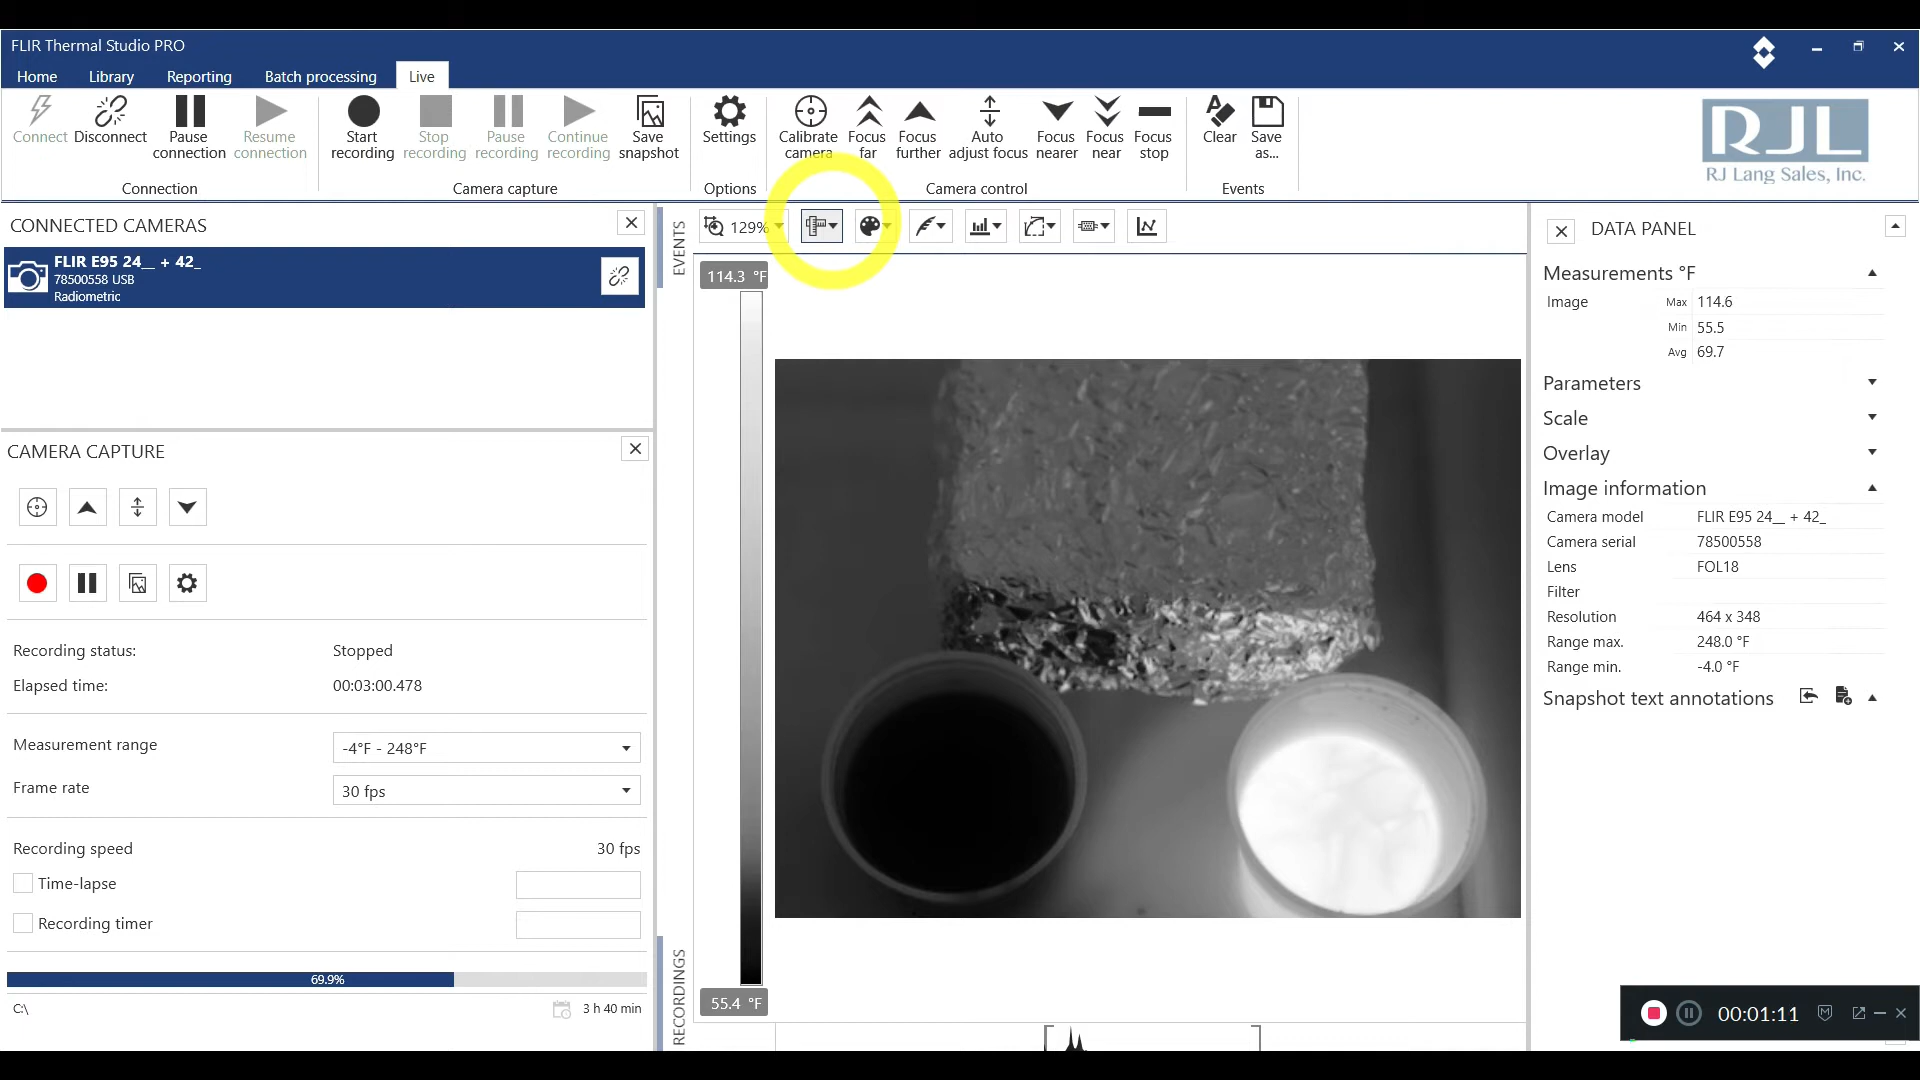 FLIR Thermal Studio PRO
Home Library Reporting Batch processing Live
Connect Disconnect Pause connection Resume connection
Start recording Stop recording Pause recording Continue recording Save snapshot
Settings
Calibrate camera Focus far Focus further Auto adjust focus Focus nearer Focus near Focus stop
Clear Save as...
Connection Camera capture Options Camera control Events
RJL
RJ Lang Sales, Inc.
CONNECTED CAMERAS
FLIR E95 24__ + 42_
78500558 USB
Radiometric
CAMERA CAPTURE
Recording status: Stopped
Elapsed time: 00:03:00.478
Measurement range -4°F - 248°F
Frame rate 30 fps
Recording speed 30 fps
Time-lapse
Recording timer
69.9%
C:\ 3 h 40 min
EVENTS
RECORDINGS
129%
114.3 °F
55.4 °F
DATA PANEL
Measurements °F
Image Max 114.6
Min 55.5
Avg 69.7
Parameters
Scale
Overlay
Image information
Camera model FLIR E95 24__ + 42_
Camera serial 78500558
Lens FOL18
Filter
Resolution 464 x 348
Range max. 248.0 °F
Range min. -4.0 °F
Snapshot text annotations
00:01:11